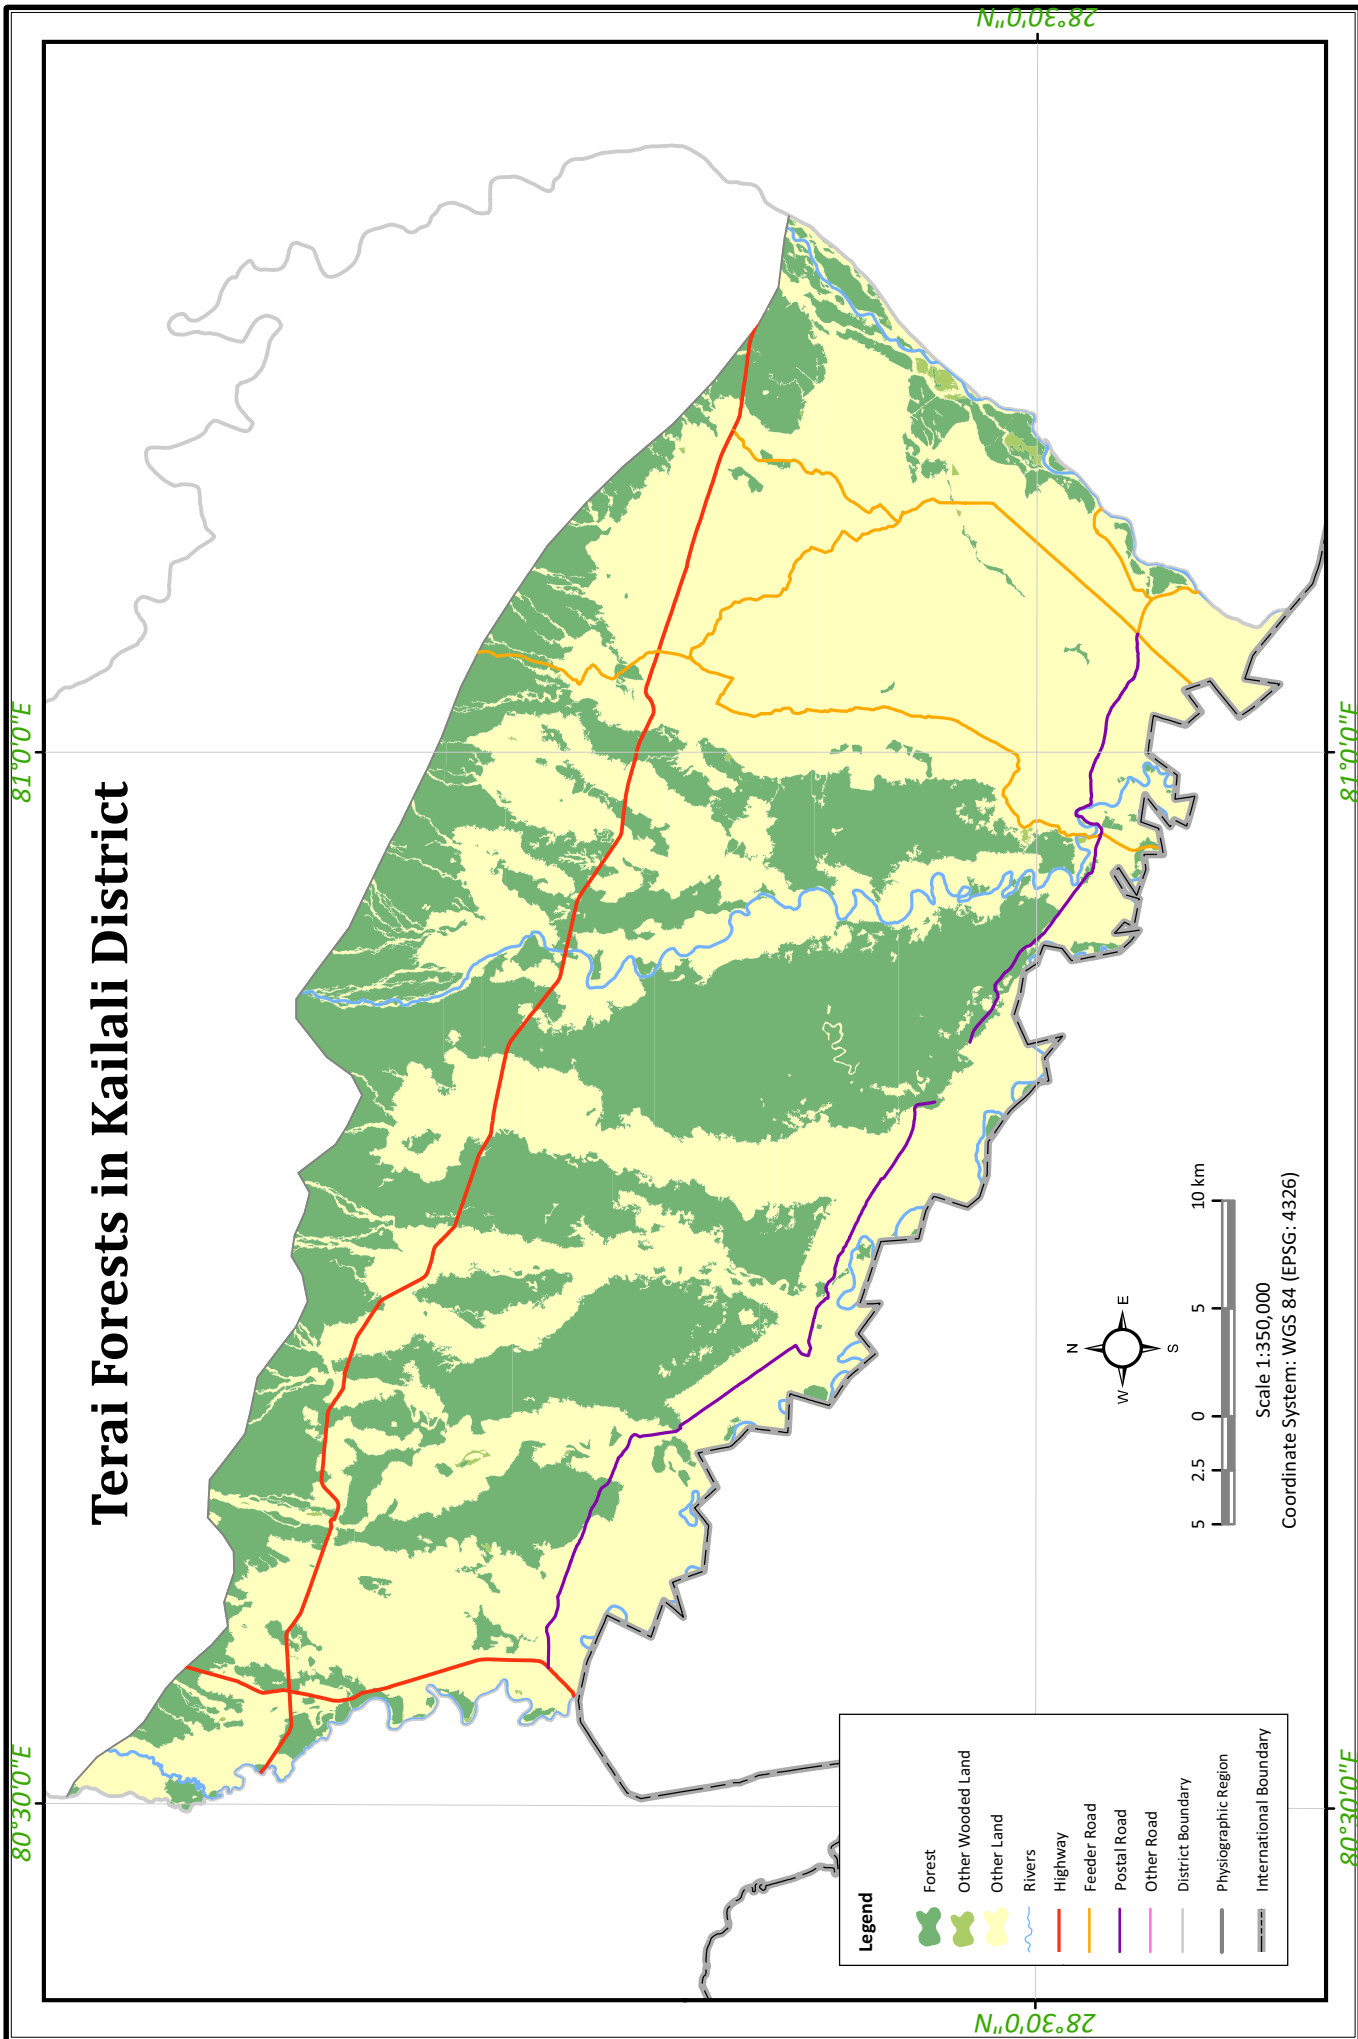 Terai Forests in Kailali District
80°30'0"E
81°0'0"E
28°30'0"N
28°30'0"N
80°30'0"E
81°0'0"E
Legend
Forest
Other Wooded Land
Other Land
Rivers
Highway
Feeder Road
Postal Road
Other Road
District Boundary
Physiographic Region
International Boundary
N
W
E
S
5 2.5 0 5 10 km
Scale 1:350,000
Coordinate System: WGS 84 (EPSG: 4326)